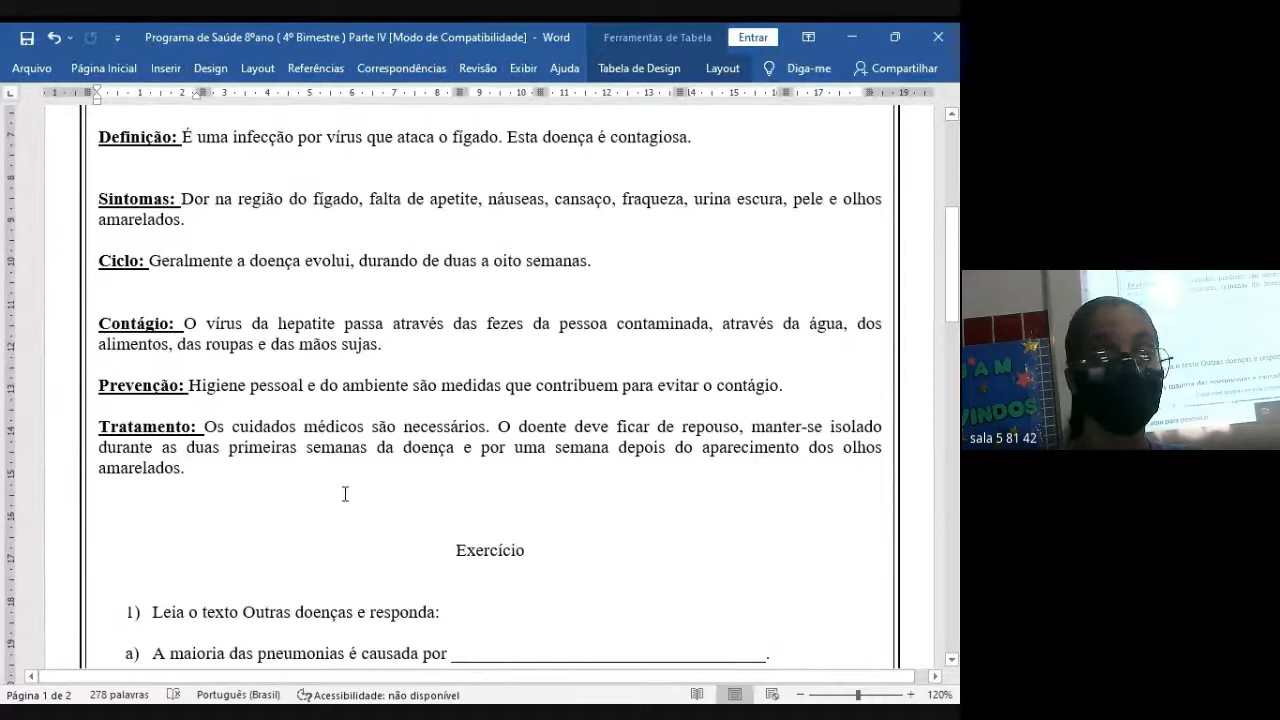 Programa de Saúde 8ºano ( 4º Bimestre ) Parte IV [Modo de Compatibilidade] - Word
Ferramentas de Tabela
Entrar
Arquivo Página Inicial Inserir Design Layout Referências Correspondências Revisão Exibir Ajuda Tabela de Design Layout Diga-me Compartilhar
Definição: É uma infecção por vírus que ataca o fígado. Esta doença é contagiosa.
Sintomas: Dor na região do fígado, falta de apetite, náuseas, cansaço, fraqueza, urina escura, pele e olhos
amarelados.
Ciclo: Geralmente a doença evolui, durando de duas a oito semanas.
Contágio: O vírus da hepatite passa através das fezes da pessoa contaminada, através da água, dos
alimentos, das roupas e das mãos sujas.
Prevenção: Higiene pessoal e do ambiente são medidas que contribuem para evitar o contágio.
Tratamento: Os cuidados médicos são necessários. O doente deve ficar de repouso, manter-se isolado
durante as duas primeiras semanas da doença e por uma semana depois do aparecimento dos olhos
amarelados.
Exercício
1) Leia o texto Outras doenças e responda:
a) A maioria das pneumonias é causada por ___________________________________.
Página 1 de 2 278 palavras Português (Brasil) Acessibilidade: não disponível 120%
VINDOS
sala 5 81 42